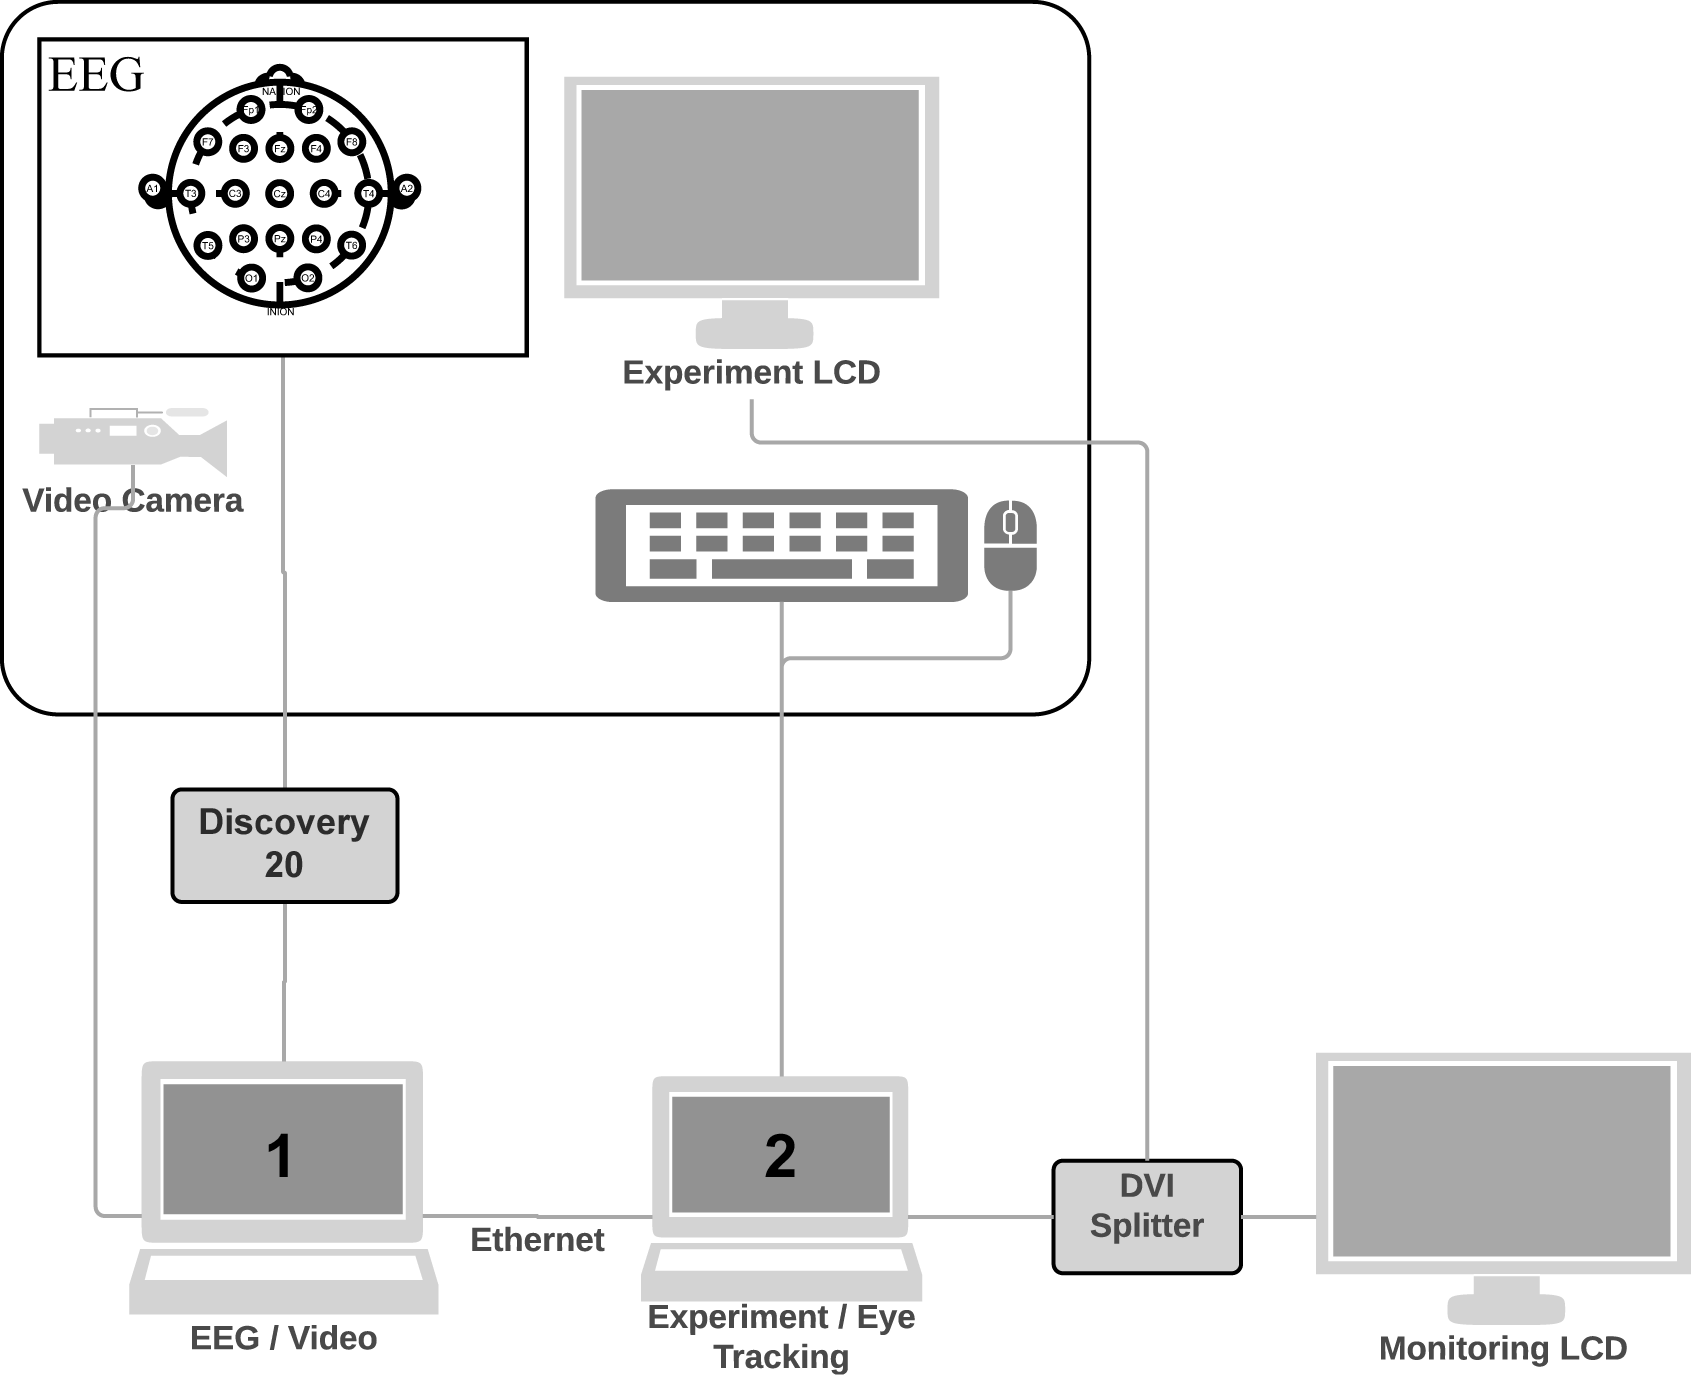 EEG
NASION
Fp1
Fp2
F7
F3
Fz
F4
F8
A1
T3
C3
Cz
C4
T4
A2
T5
P3
Pz
P4
T6
O1
O2
INION
Experiment LCD
Video Camera
Discovery
20
1
2
DVI
Splitter
Ethernet
EEG / Video
Experiment / Eye
Tracking
Monitoring LCD